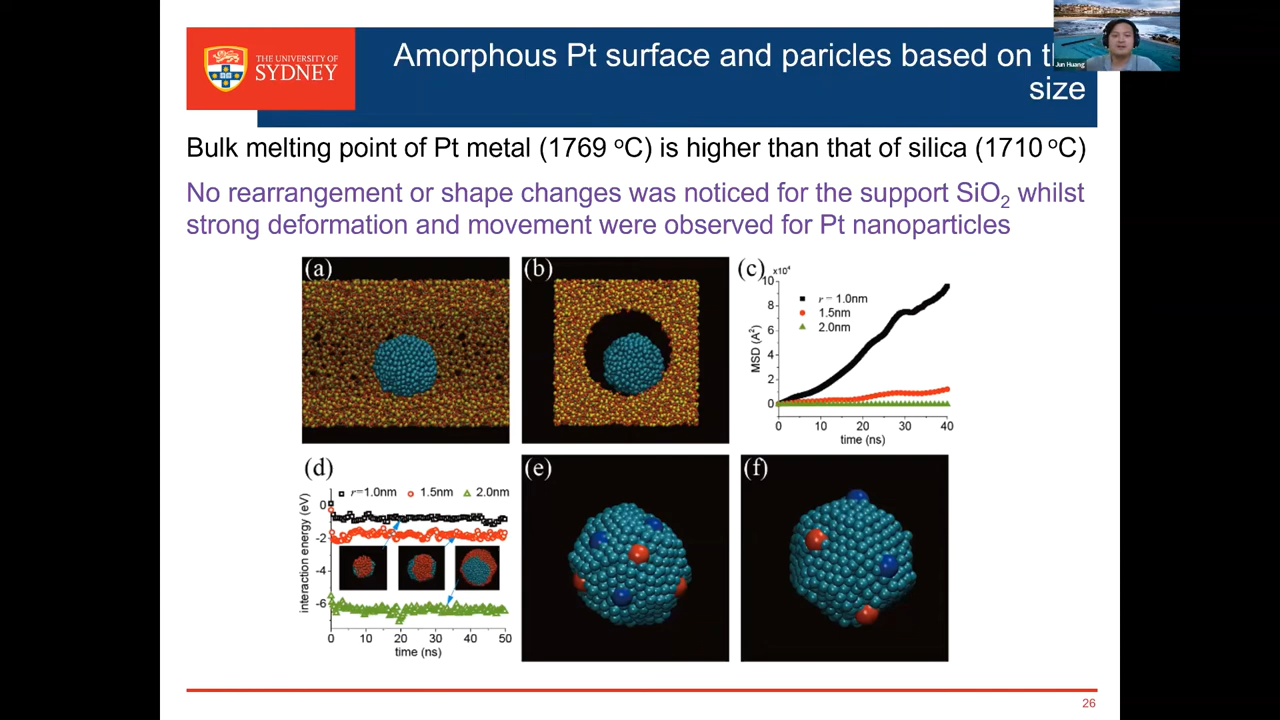 THE UNIVERSITY OF
SYDNEY
Amorphous Pt surface and paricles based on
size
Jun Huang
Bulk melting point of Pt metal (1769 °C) is higher than that of silica (1710 °C)
No rearrangement or shape changes was noticed for the support SiO₂ whilst
strong deformation and movement were observed for Pt nanoparticles
(a)
(b)
(c)
x10⁴
10
8
6
4
2
0
MSD (A²)
r = 1.0nm
1.5nm
2.0nm
0 10 20 30 40
time (ns)
(d)
r=1.0nm 1.5nm 2.0nm
0
-2
-4
-6
interaction energy (eV)
0 10 20 30 40 50
time (ns)
(e)
(f)
26